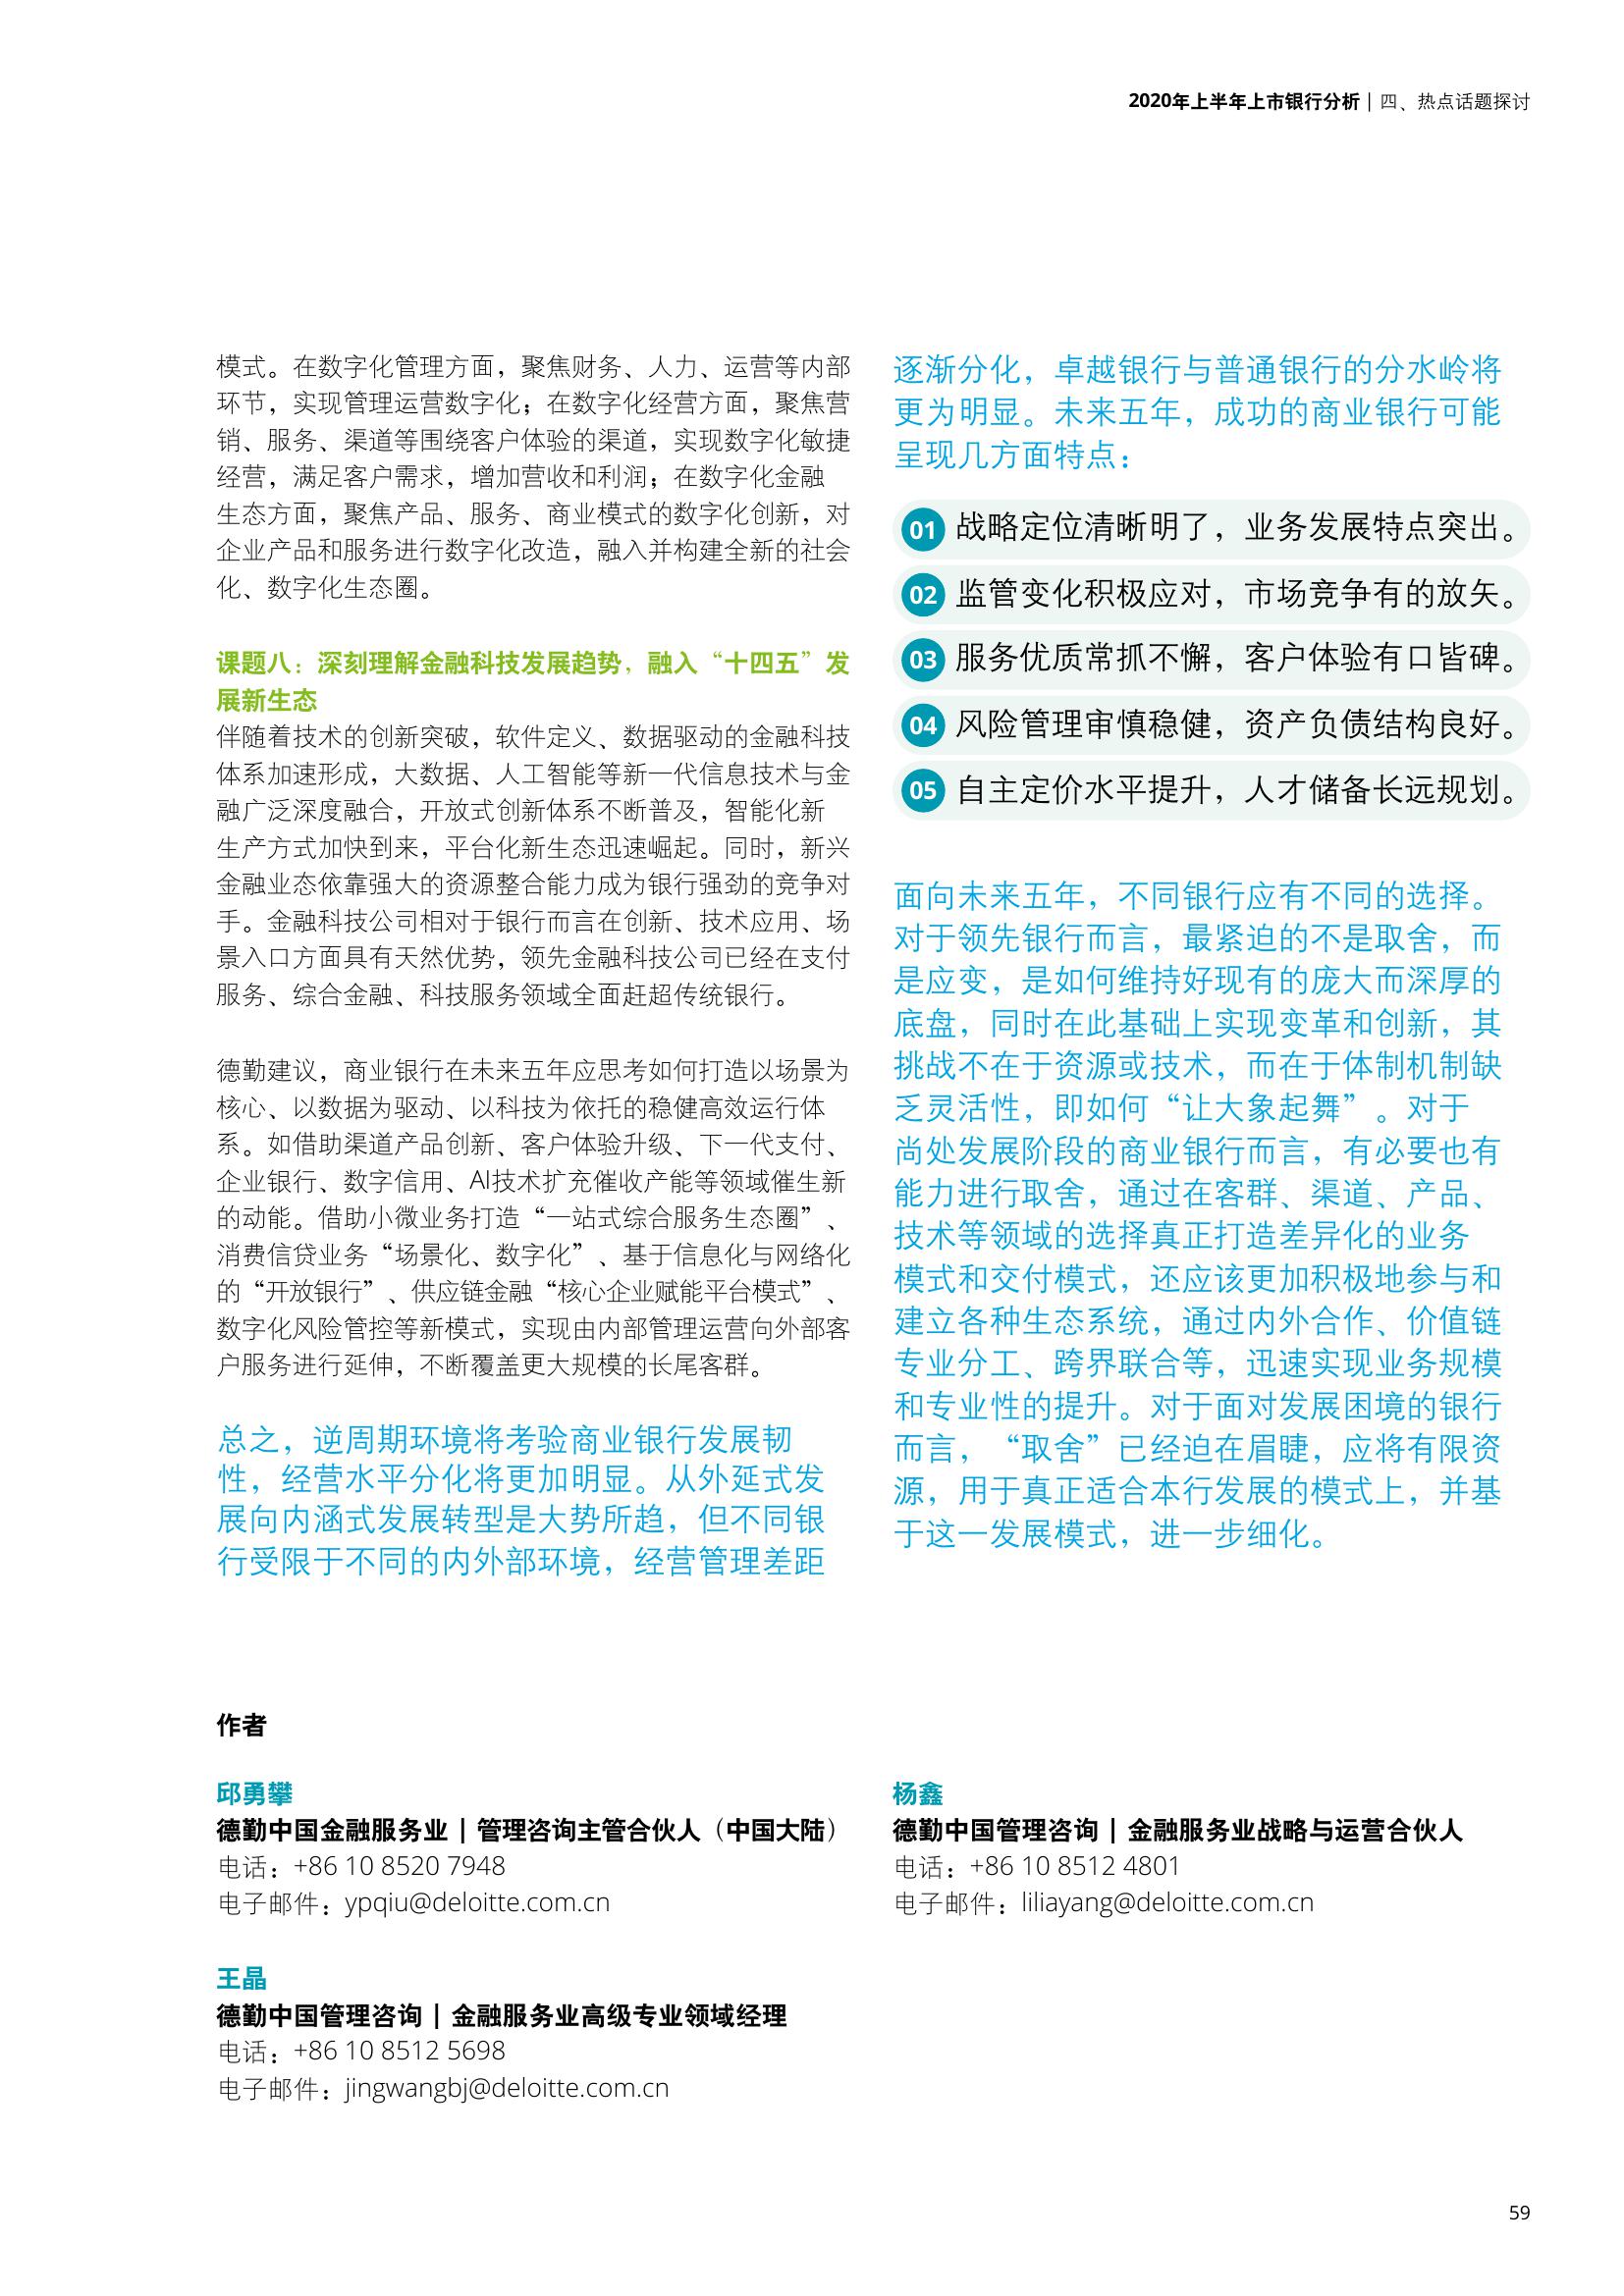 2020年上半年上市银行分析 | 四、热点话题探讨
模式。在数字化管理方面，聚焦财务、人力、运营等内部
环节，实现管理运营数字化；在数字化经营方面，聚焦营
销、服务、渠道等围绕客户体验的渠道，实现数字化敏捷
经营，满足客户需求，增加营收和利润；在数字化金融
生态方面，聚焦产品、服务、商业模式的数字化创新，对
企业产品和服务进行数字化改造，融入并构建全新的社会
化、数字化生态圈。
课题八：深刻理解金融科技发展趋势，融入“十四五”发
展新生态
伴随着技术的创新突破，软件定义、数据驱动的金融科技
体系加速形成，大数据、人工智能等新一代信息技术与金
融广泛深度融合，开放式创新体系不断普及，智能化新
生产方式加快到来，平台化新生态迅速崛起。同时，新兴
金融业态依靠强大的资源整合能力成为银行强劲的竞争对
手。金融科技公司相对于银行而言在创新、技术应用、场
景入口方面具有天然优势，领先金融科技公司已经在支付
服务、综合金融、科技服务领域全面赶超传统银行。
德勤建议，商业银行在未来五年应思考如何打造以场景为
核心、以数据为驱动、以科技为依托的稳健高效运行体
系。如借助渠道产品创新、客户体验升级、下一代支付、
企业银行、数字信用、AI技术扩充催收产能等领域催生新
的动能。借助小微业务打造“一站式综合服务生态圈”、
消费信贷业务“场景化、数字化”、基于信息化与网络化
的“开放银行”、供应链金融“核心企业赋能平台模式”、
数字化风险管控等新模式，实现由内部管理运营向外部客
户服务进行延伸，不断覆盖更大规模的长尾客群。
总之，逆周期环境将考验商业银行发展韧
性，经营水平分化将更加明显。从外延式发
展向内涵式发展转型是大势所趋，但不同银
行受限于不同的内外部环境，经营管理差距
逐渐分化，卓越银行与普通银行的分水岭将
更为明显。未来五年，成功的商业银行可能
呈现几方面特点：
01 战略定位清晰明了，业务发展特点突出。
02 监管变化积极应对，市场竞争有的放矢。
03 服务优质常抓不懈，客户体验有口皆碑。
04 风险管理审慎稳健，资产负债结构良好。
05 自主定价水平提升，人才储备长远规划。
面向未来五年，不同银行应有不同的选择。
对于领先银行而言，最紧迫的不是取舍，而
是应变，是如何维持好现有的庞大而深厚的
底盘，同时在此基础上实现变革和创新，其
挑战不在于资源或技术，而在于体制机制缺
乏灵活性，即如何“让大象起舞”。对于
尚处发展阶段的商业银行而言，有必要也有
能力进行取舍，通过在客群、渠道、产品、
技术等领域的选择真正打造差异化的业务
模式和交付模式，还应该更加积极地参与和
建立各种生态系统，通过内外合作、价值链
专业分工、跨界联合等，迅速实现业务规模
和专业性的提升。对于面对发展困境的银行
而言，“取舍”已经迫在眉睫，应将有限资
源，用于真正适合本行发展的模式上，并基
于这一发展模式，进一步细化。
作者
邱勇攀
德勤中国金融服务业 | 管理咨询主管合伙人（中国大陆）
电话：+86 10 8520 7948
电子邮件：ypqiu@deloitte.com.cn
杨鑫
德勤中国管理咨询 | 金融服务业战略与运营合伙人
电话：+86 10 8512 4801
电子邮件：liliayang@deloitte.com.cn
王晶
德勤中国管理咨询 | 金融服务业高级专业领域经理
电话：+86 10 8512 5698
电子邮件：jingwangbj@deloitte.com.cn
59